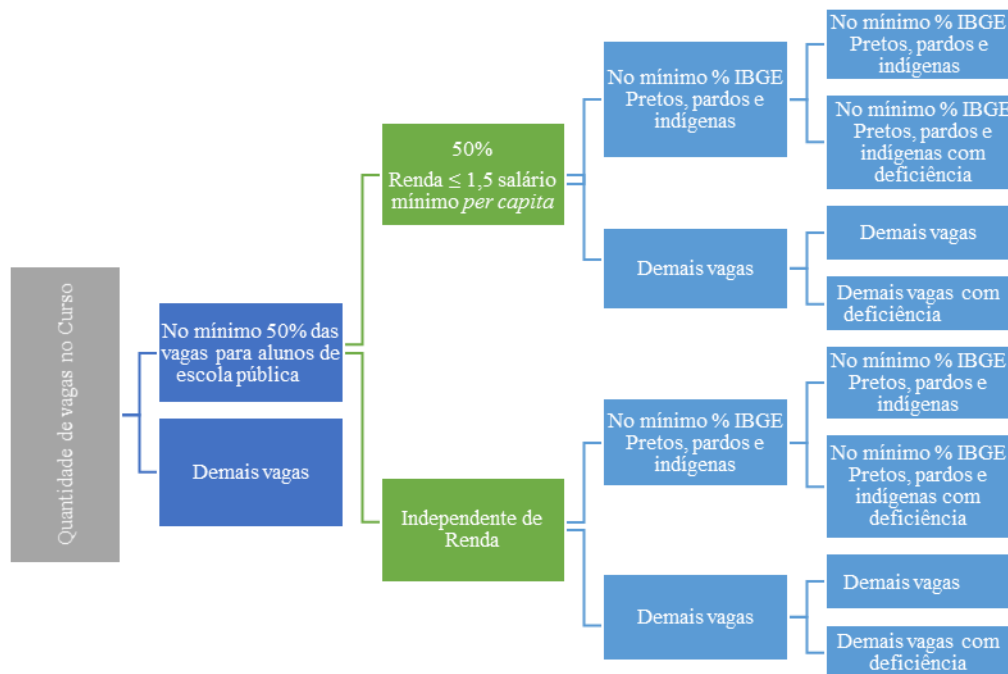 Quantidade de vagas no Curso
No mínimo 50% das
vagas para alunos de
escola pública
Demais vagas
50%
Renda ≤ 1,5 salário
mínimo per capita
Independente de
Renda
No mínimo % IBGE
Pretos, pardos e
indígenas
Demais vagas
No mínimo % IBGE
Pretos, pardos e
indígenas
Demais vagas
No mínimo % IBGE
Pretos, pardos e
indígenas
No mínimo % IBGE
Pretos, pardos e
indígenas com
deficiência
Demais vagas
Demais vagas com
deficiência
No mínimo % IBGE
Pretos, pardos e
indígenas
No mínimo % IBGE
Pretos, pardos e
indígenas com
deficiência
Demais vagas
Demais vagas com
deficiência